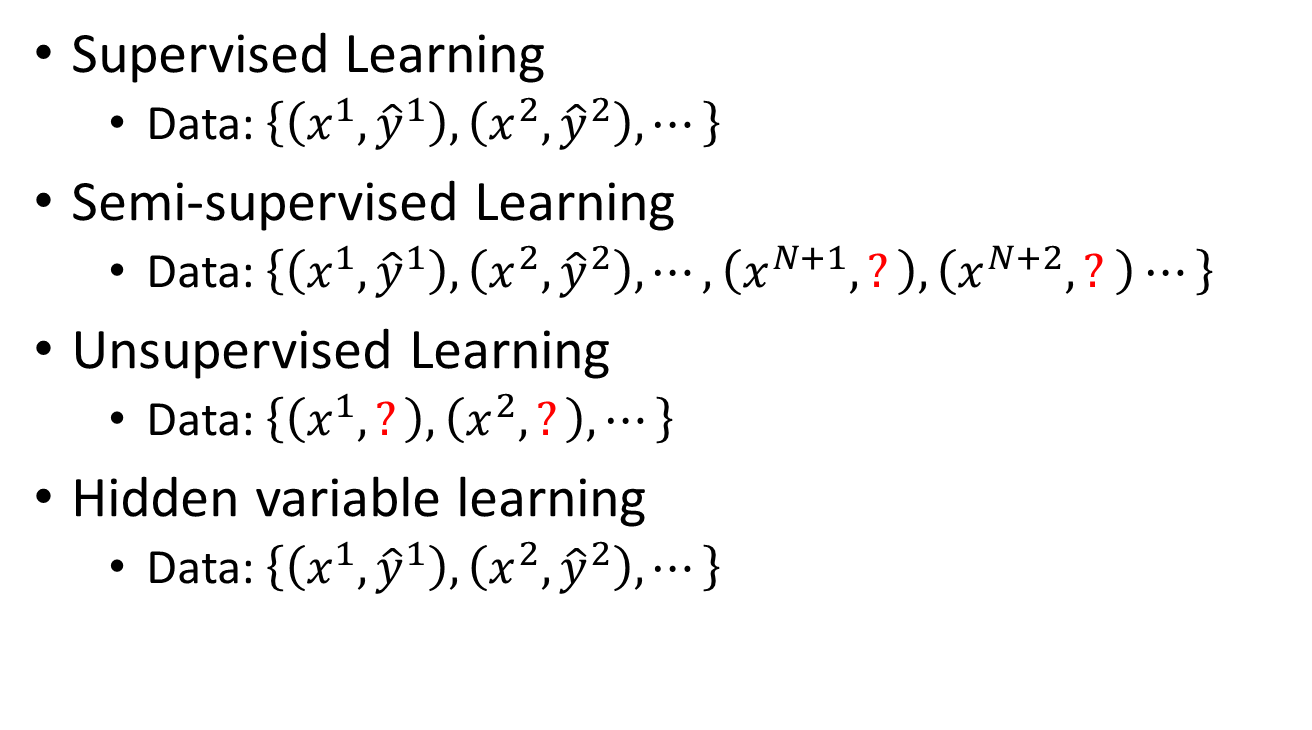 • Supervised Learning
• Data: {(x¹, ŷ¹), (x², ŷ²), ⋯ }
• Semi-supervised Learning
• Data: {(x¹, ŷ¹), (x², ŷ²), ⋯ , (xᴺ⁺¹, ? ), (xᴺ⁺², ? ) ⋯ }
• Unsupervised Learning
• Data: {(x¹, ? ), (x², ? ), ⋯ }
• Hidden variable learning
• Data: {(x¹, ŷ¹), (x², ŷ²), ⋯ }